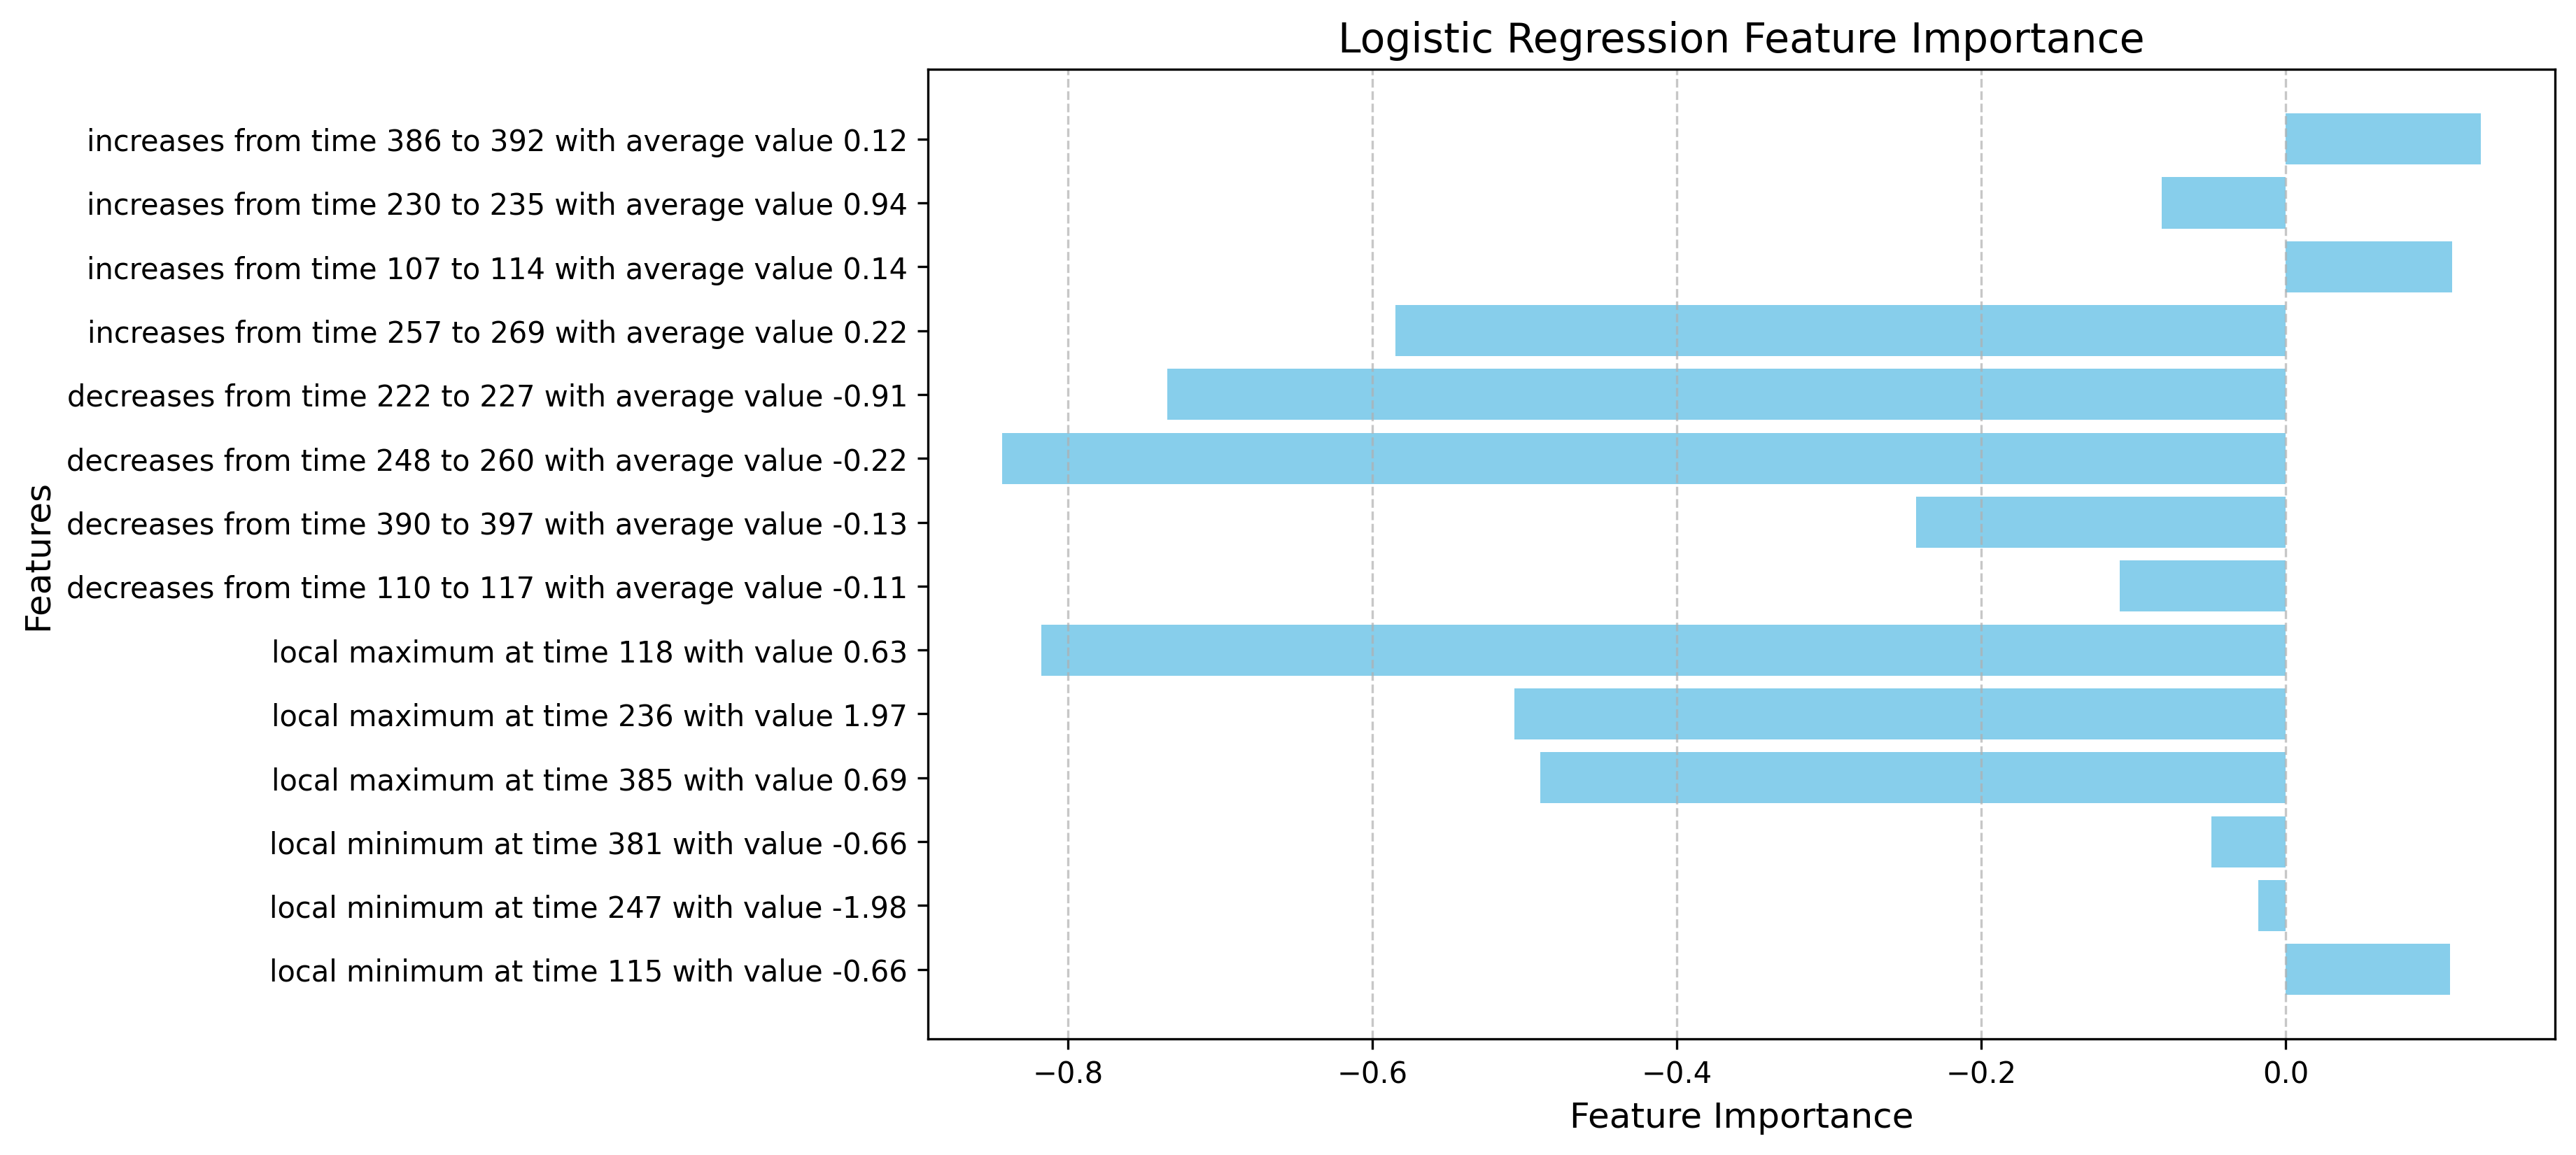 Logistic Regression Feature Importance
increases from time 386 to 392 with average value 0.12
increases from time 230 to 235 with average value 0.94
increases from time 107 to 114 with average value 0.14
increases from time 257 to 269 with average value 0.22
decreases from time 222 to 227 with average value -0.91
decreases from time 248 to 260 with average value -0.22
decreases from time 390 to 397 with average value -0.13
decreases from time 110 to 117 with average value -0.11
local maximum at time 118 with value 0.63
local maximum at time 236 with value 1.97
local maximum at time 385 with value 0.69
local minimum at time 381 with value -0.66
local minimum at time 247 with value -1.98
local minimum at time 115 with value -0.66
Features
−0.8 −0.6 −0.4 −0.2 0.0
Feature Importance